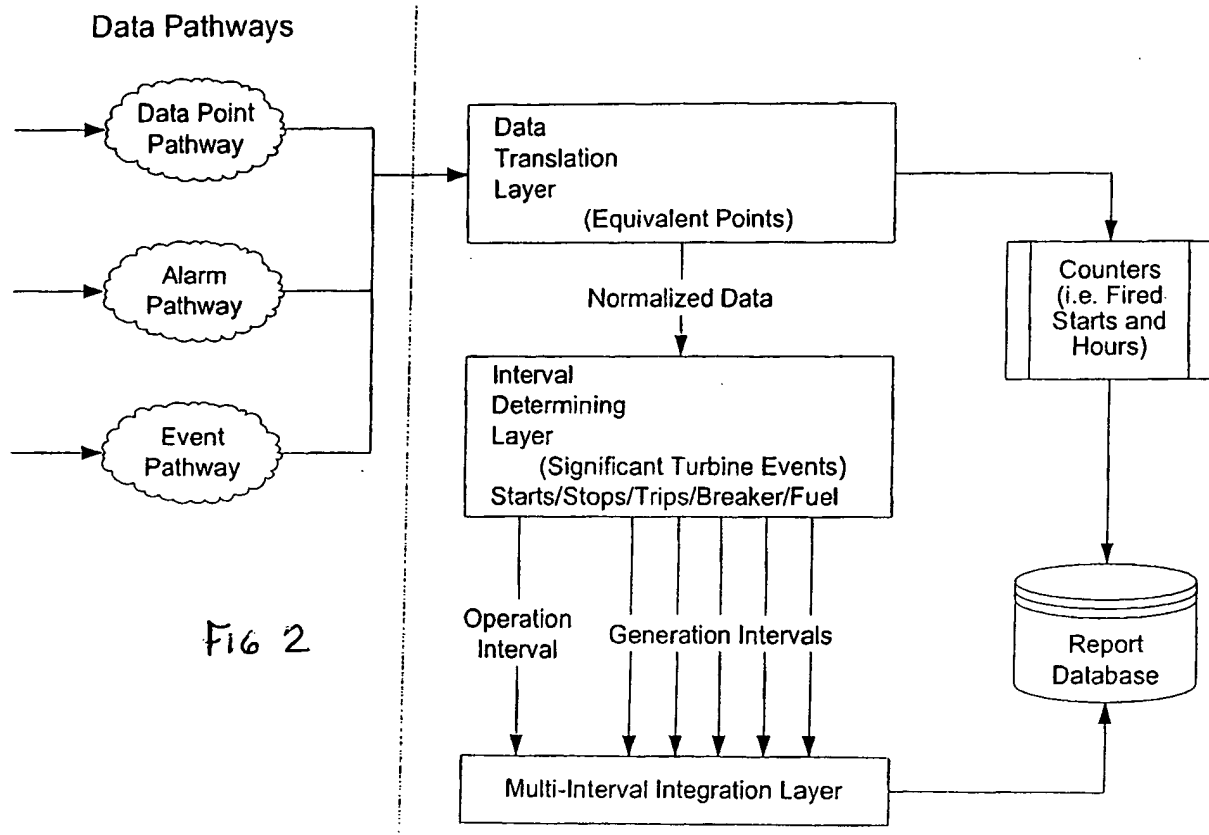 Data Pathways
Data Point
Pathway
Alarm
Pathway
Event
Pathway
Data
Translation
Layer
(Equivalent Points)
Normalized Data
Counters
(i.e. Fired
Starts and
Hours)
Interval
Determining
Layer
(Significant Turbine Events)
Starts/Stops/Trips/Breaker/Fuel
Operation
Interval
Generation Intervals
Report
Database
Multi-Interval Integration Layer
FIG 2